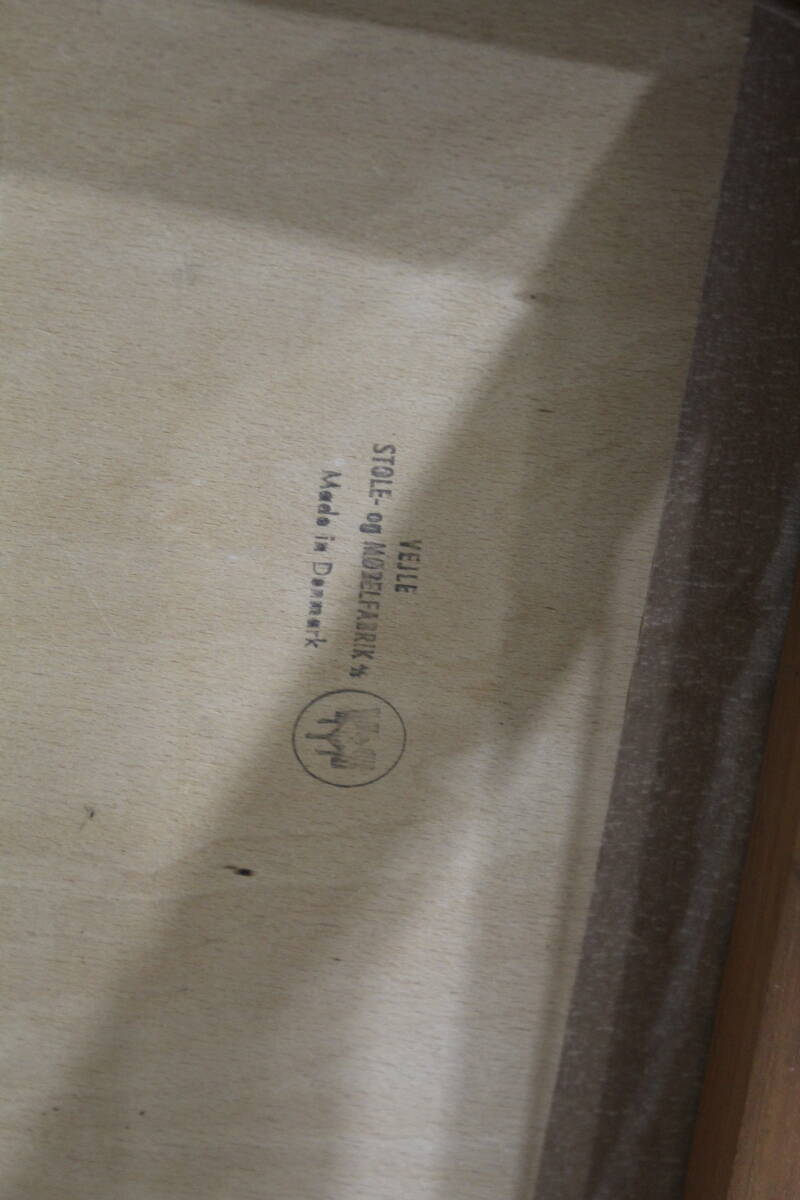 VEJLE
STOLE- og MØBELFABRIK A/S
Made in Denmark